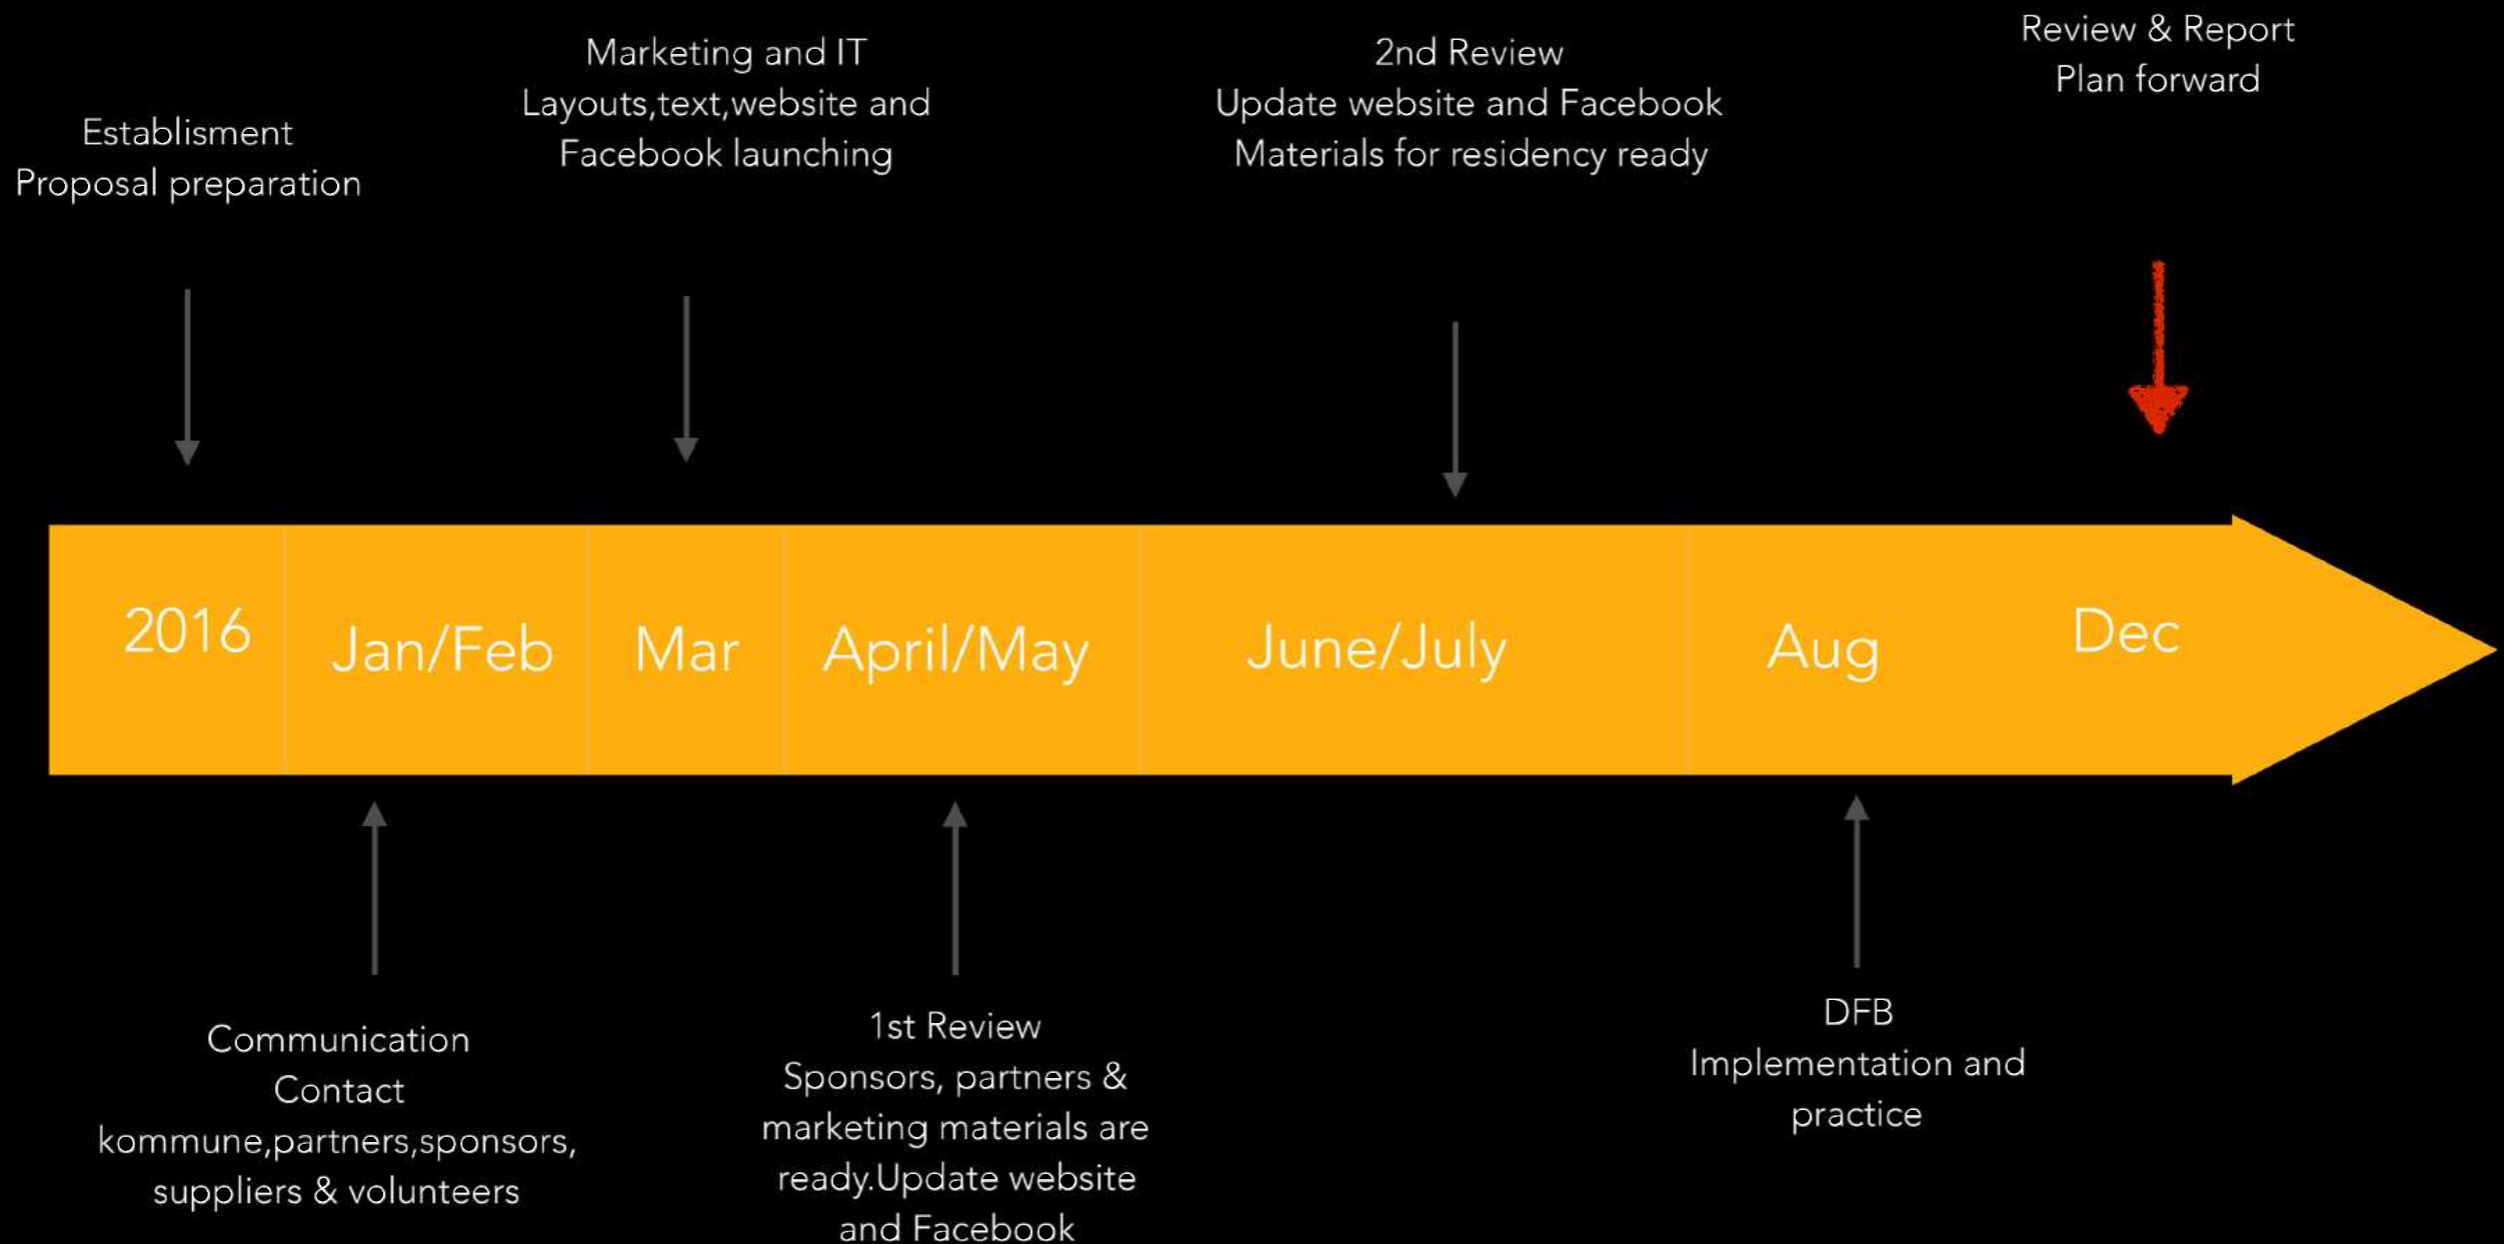 Establisment
Proposal preparation
Marketing and IT
Layouts,text,website and
Facebook launching
2nd Review
Update website and Facebook
Materials for residency ready
Review & Report
Plan forward
2016
Jan/Feb
Mar
April/May
June/July
Aug
Dec
Communication
Contact
kommune,partners,sponsors,
suppliers & volunteers
1st Review
Sponsors, partners &
marketing materials are
ready.Update website
and Facebook
DFB
Implementation and
practice